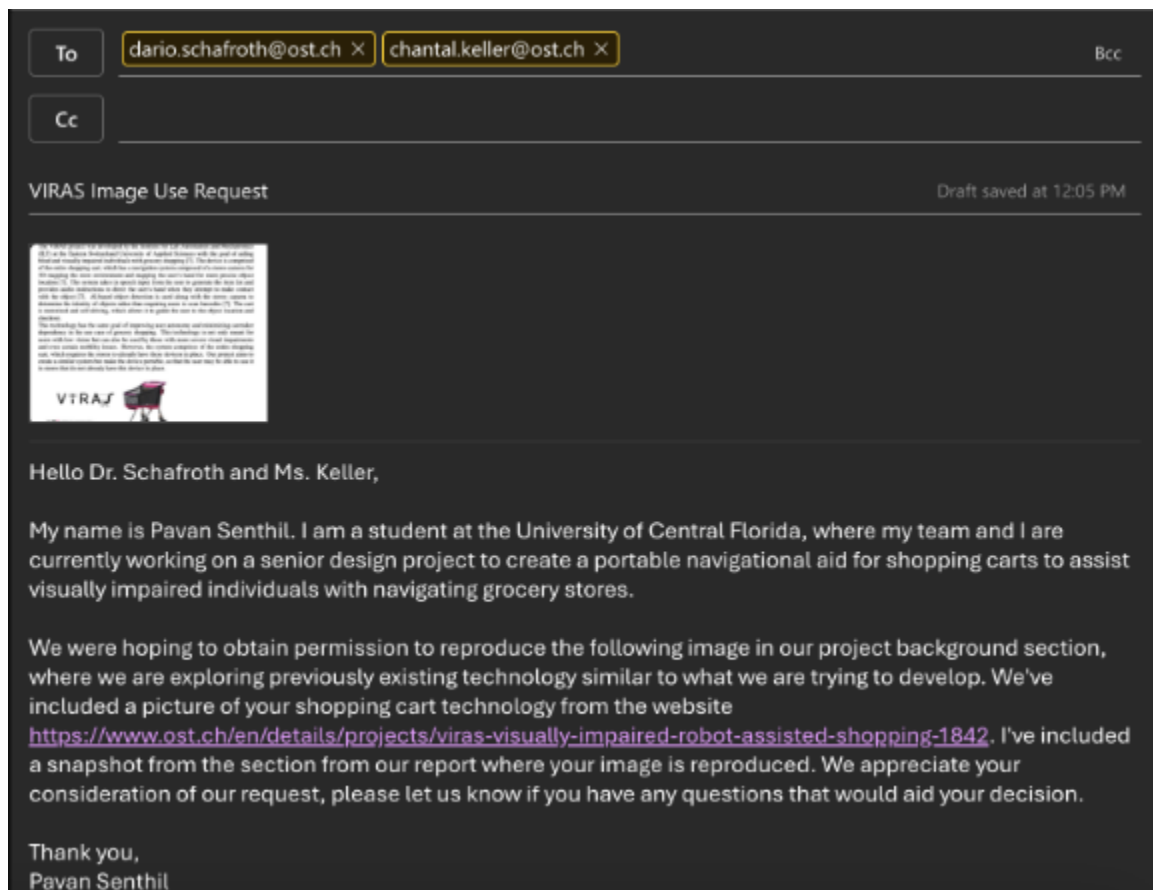 To
dario.schafroth@ost.ch ×
chantal.keller@ost.ch ×
Bcc
Cc
VIRAS Image Use Request
Draft saved at 12:05 PM
VIRAS
Hello Dr. Schafroth and Ms. Keller,
My name is Pavan Senthil. I am a student at the University of Central Florida, where my team and I are
currently working on a senior design project to create a portable navigational aid for shopping carts to assist
visually impaired individuals with navigating grocery stores.
We were hoping to obtain permission to reproduce the following image in our project background section,
where we are exploring previously existing technology similar to what we are trying to develop. We've
included a picture of your shopping cart technology from the website
https://www.ost.ch/en/details/projects/viras-visually-impaired-robot-assisted-shopping-1842. I've included
a snapshot from the section from our report where your image is reproduced. We appreciate your
consideration of our request, please let us know if you have any questions that would aid your decision.
Thank you,
Pavan Senthil